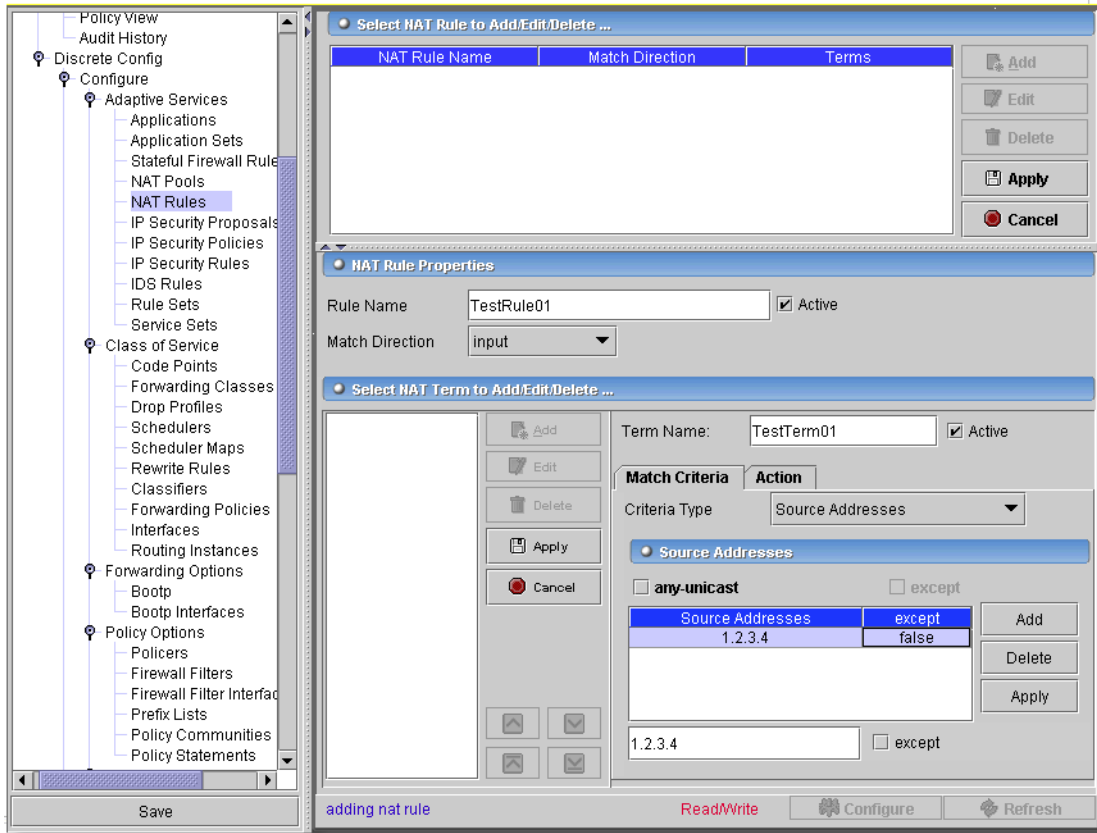 Policy View
Audit History
Discrete Config
Configure
Adaptive Services
Applications
Application Sets
Stateful Firewall Rule
NAT Pools
NAT Rules
IP Security Proposals
IP Security Policies
IP Security Rules
IDS Rules
Rule Sets
Service Sets
Class of Service
Code Points
Forwarding Classes
Drop Profiles
Schedulers
Scheduler Maps
Rewrite Rules
Classifiers
Forwarding Policies
Interfaces
Routing Instances
Forwarding Options
Bootp
Bootp Interfaces
Policy Options
Policers
Firewall Filters
Firewall Filter Interfac
Prefix Lists
Policy Communities
Policy Statements
Save
Select NAT Rule to Add/Edit/Delete ...
NAT Rule Name Match Direction Terms
Add
Edit
Delete
Apply
Cancel
NAT Rule Properties
Rule Name TestRule01 Active
Match Direction input
Select NAT Term to Add/Edit/Delete ...
Add
Edit
Delete
Apply
Cancel
Term Name: TestTerm01 Active
Match Criteria Action
Criteria Type Source Addresses
Source Addresses
any-unicast except
Source Addresses except
1.2.3.4 false
Add
Delete
Apply
1.2.3.4 except
adding nat rule Read/Write Configure Refresh